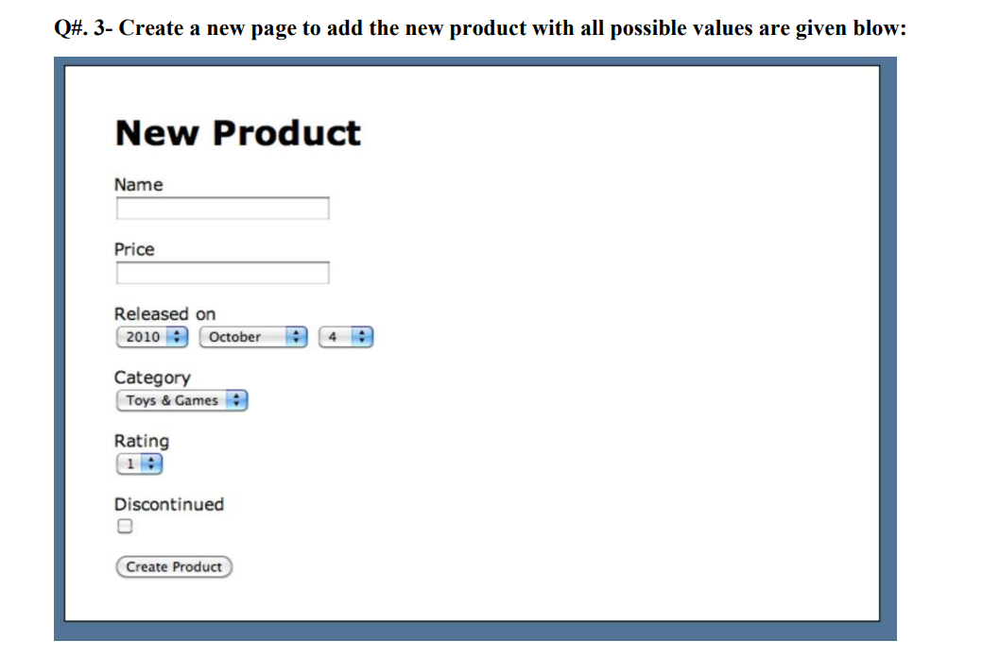 Q#. 3- Create a new page to add the new product with all possible values are given blow:
New Product
Name
Price
Released on
2010 October 4
Category
Toys & Games
Rating
1
Discontinued
Create Product